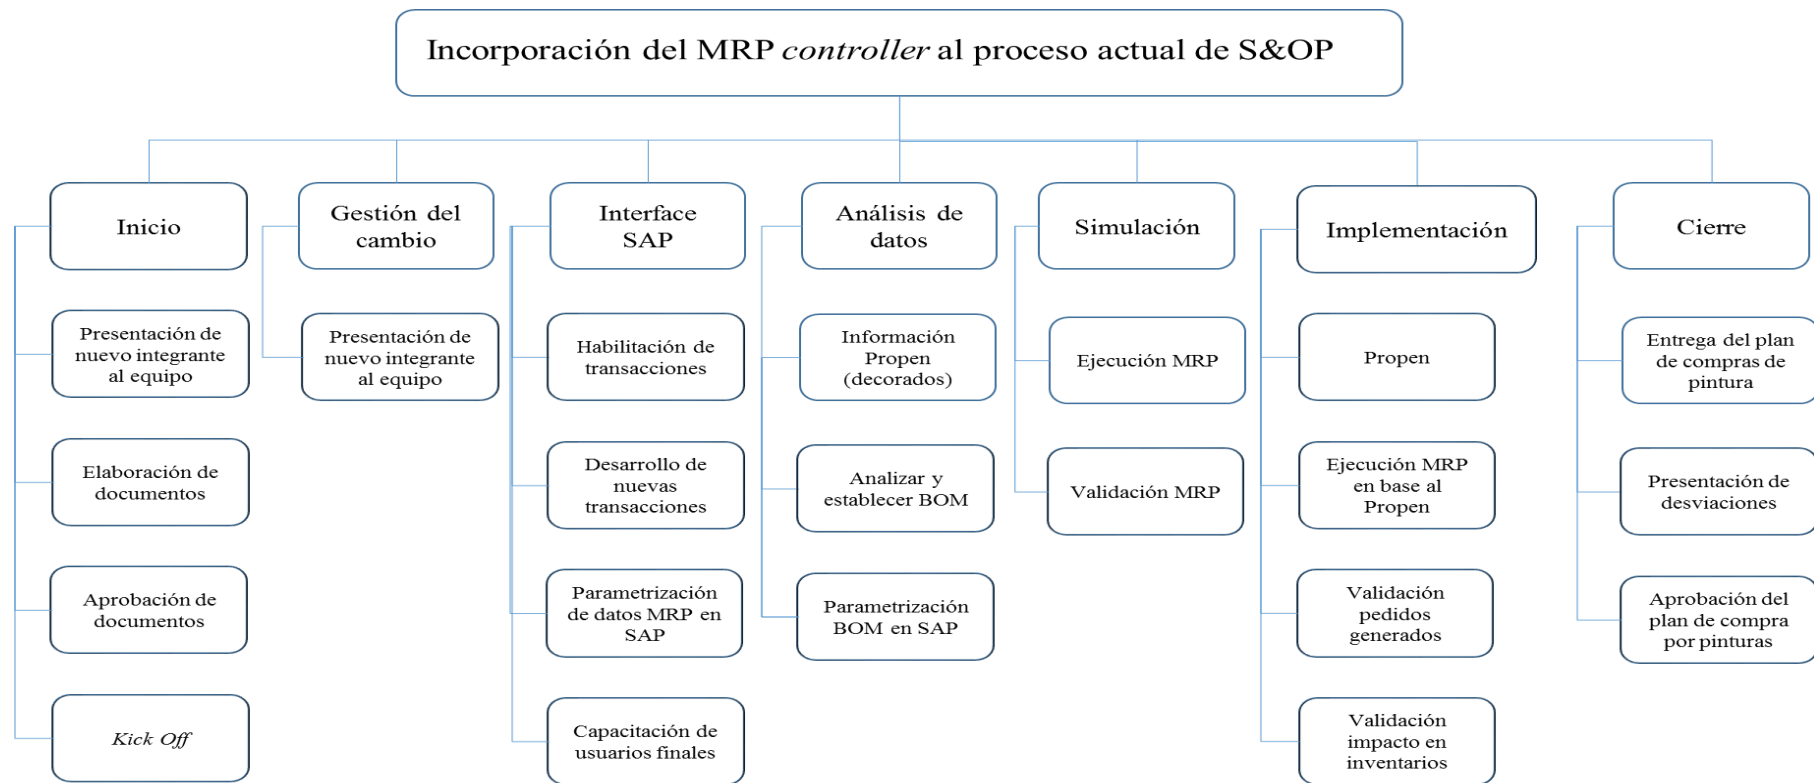 Incorporación del MRP controller al proceso actual de S&OP
Inicio
Presentación de
nuevo integrante
al equipo
Elaboración de
documentos
Aprobación de
documentos
Kick Off
Gestión del
cambio
Presentación de
nuevo integrante
al equipo
Interface
SAP
Habilitación de
transacciones
Desarrollo de
nuevas
transacciones
Parametrización
de datos MRP en
SAP
Capacitación de
usuarios finales
Análisis de
datos
Información
Propen
(decorados)
Analizar y
establecer BOM
Parametrización
BOM en SAP
Simulación
Ejecución MRP
Validación MRP
Implementación
Propen
Ejecución MRP
en base al
Propen
Validación
pedidos
generados
Validación
impacto en
inventarios
Cierre
Entrega del plan
de compras de
pintura
Presentación de
desviaciones
Aprobación del
plan de compra
por pinturas